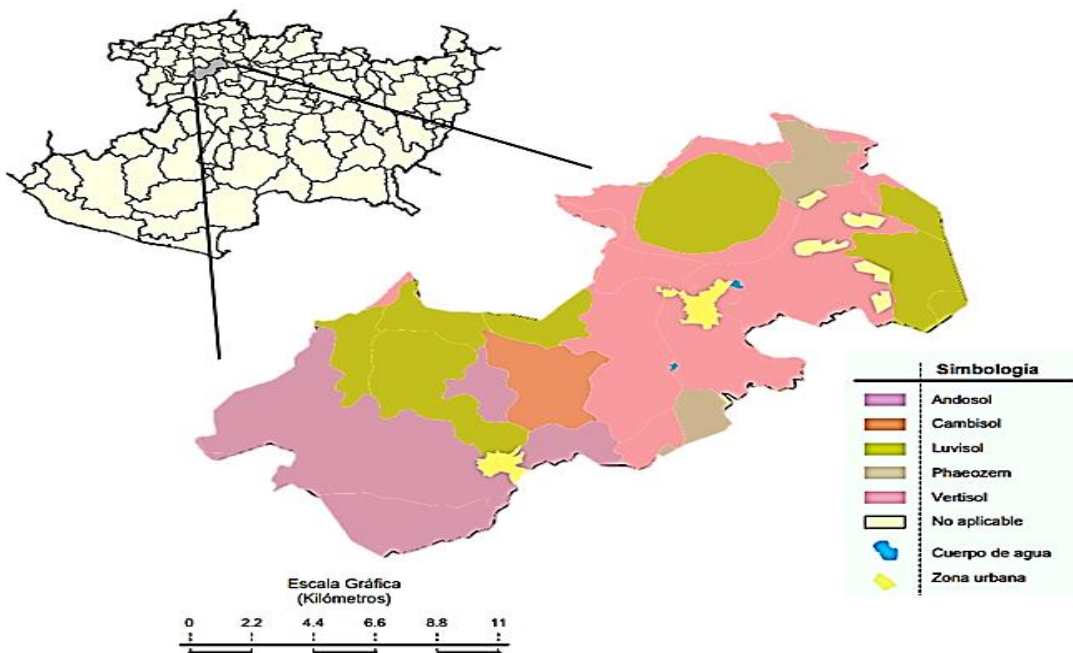 Simbología
Andosol
Cambisol
Luvisol
Phaeozem
Vertisol
No aplicable
Cuerpo de agua
Zona urbana
Escala Gráfica
(Kilómetros)
0 2.2 4.4 6.6 8.8 11